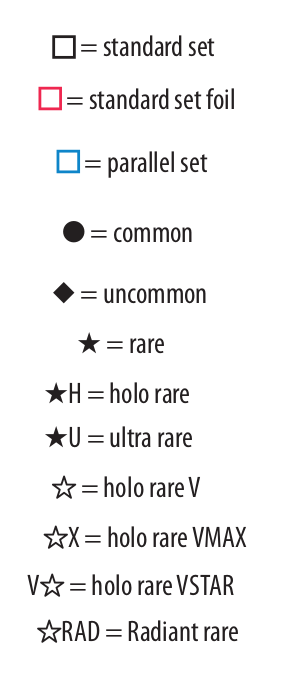 □ = standard set
□ = standard set foil
□ = parallel set
● = common
◆ = uncommon
★ = rare
★H = holo rare
★U = ultra rare
☆ = holo rare V
☆X = holo rare VMAX
V☆ = holo rare VSTAR
☆RAD = Radiant rare